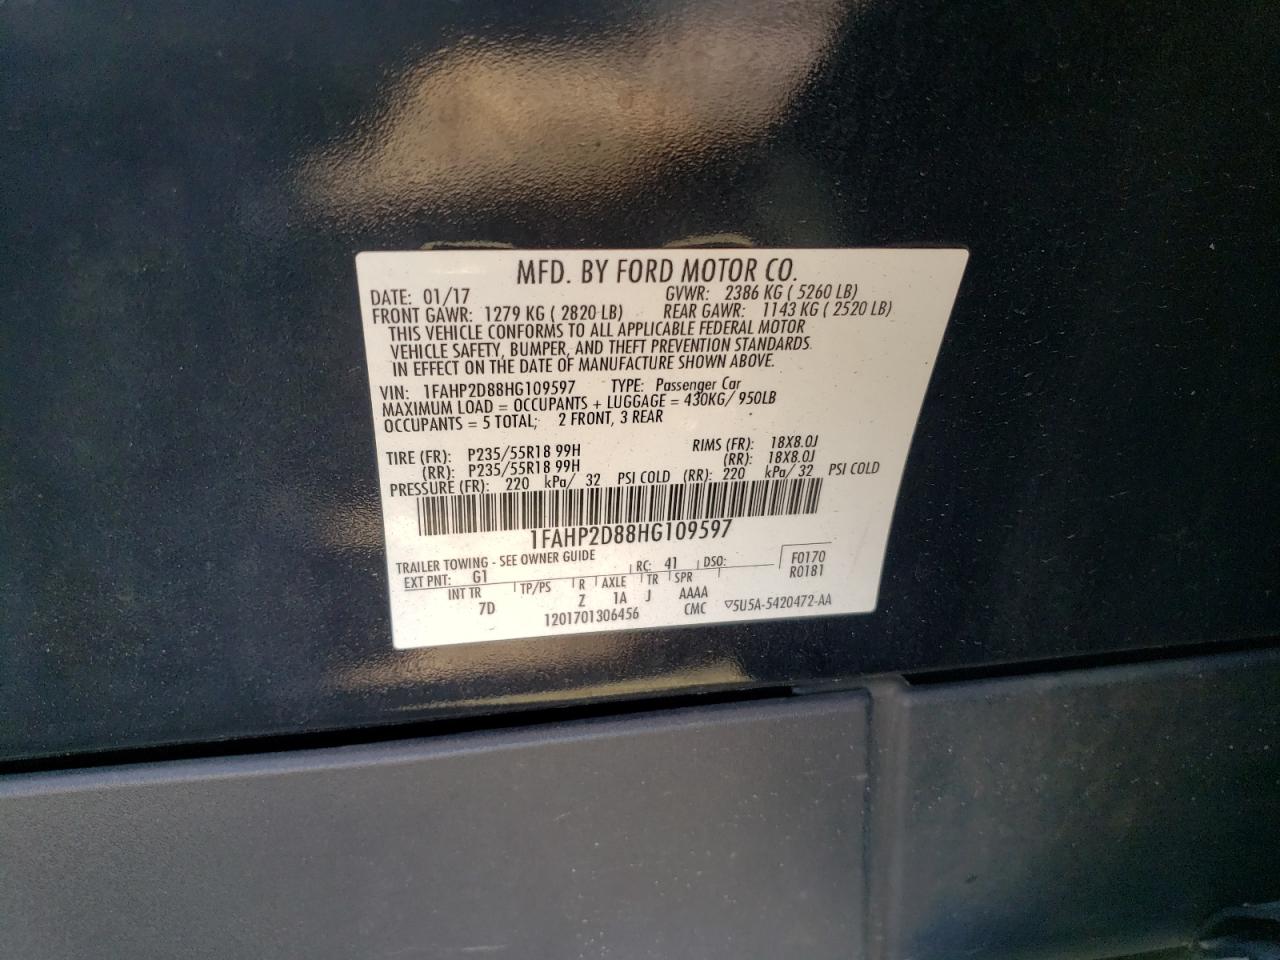 MFD. BY FORD MOTOR CO.
DATE: 01/17 GVWR: 2386 KG ( 5260 LB)
FRONT GAWR: 1279 KG ( 2820 LB) REAR GAWR: 1143 KG ( 2520 LB)
THIS VEHICLE CONFORMS TO ALL APPLICABLE FEDERAL MOTOR
VEHICLE SAFETY, BUMPER, AND THEFT PREVENTION STANDARDS
IN EFFECT ON THE DATE OF MANUFACTURE SHOWN ABOVE.
VIN: 1FAHP2D88HG109597 TYPE: Passenger Car
MAXIMUM LOAD = OCCUPANTS + LUGGAGE = 430KG/ 950LB
OCCUPANTS = 5 TOTAL; 2 FRONT, 3 REAR
TIRE (FR): P235/55R18 99H RIMS (FR): 18X8.0J
(RR): P235/55R18 99H (RR): 18X8.0J
PRESSURE (FR): 220 kPa/ 32 PSI COLD (RR): 220 kPa/ 32 PSI COLD
1FAHP2D88HG109597
TRAILER TOWING - SEE OWNER GUIDE
EXT PNT: G1 RC: 41 DSO: F0170
R0181
INT TR TP/PS R AXLE TR SPR
7D Z 1A J AAAA
1201701306456 CMC ▽5U5A-5420472-AA